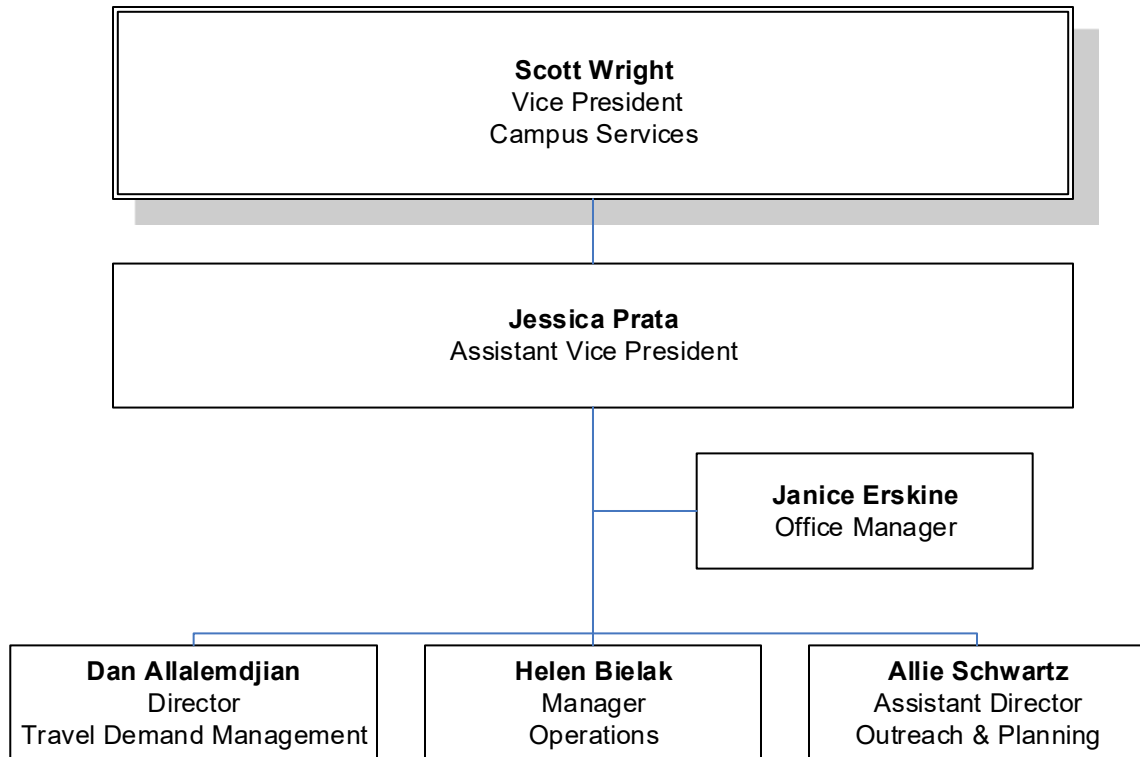 Scott Wright
Vice President
Campus Services
Jessica Prata
Assistant Vice President
Janice Erskine
Office Manager
Dan Allalemdjian
Director
Travel Demand Management
Helen Bielak
Manager
Operations
Allie Schwartz
Assistant Director
Outreach & Planning